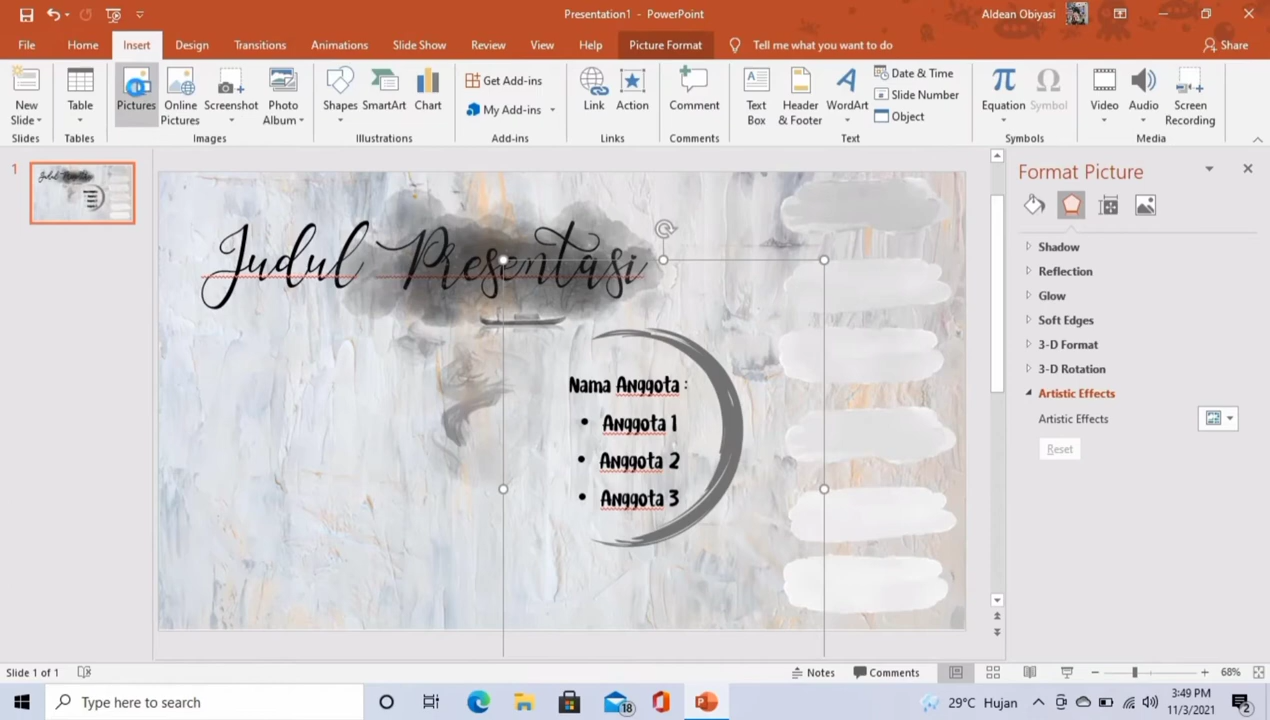 Presentation1 - PowerPoint
Aldean Obiyasi
File Home Insert Design Transitions Animations Slide Show Review View Help Picture Format Tell me what you want to do Share
New Slide
Slides
Table
Tables
Pictures
Online Pictures
Screenshot
Photo Album
Images
Shapes
SmartArt
Chart
Illustrations
Get Add-ins
My Add-ins
Add-ins
Link
Action
Links
Comment
Comments
Text Box
Header & Footer
WordArt
Date & Time
Slide Number
Object
Text
Equation
Symbol
Symbols
Video
Audio
Screen Recording
Media
1
Judul Presentasi
Nama Anggota :
• Anggota 1
• Anggota 2
• Anggota 3
Format Picture
Shadow
Reflection
Glow
Soft Edges
3-D Format
3-D Rotation
Artistic Effects
Artistic Effects
Reset
Slide 1 of 1
Notes
Comments
68%
Type here to search
18
29°C Hujan
3:49 PM
11/3/2021
2